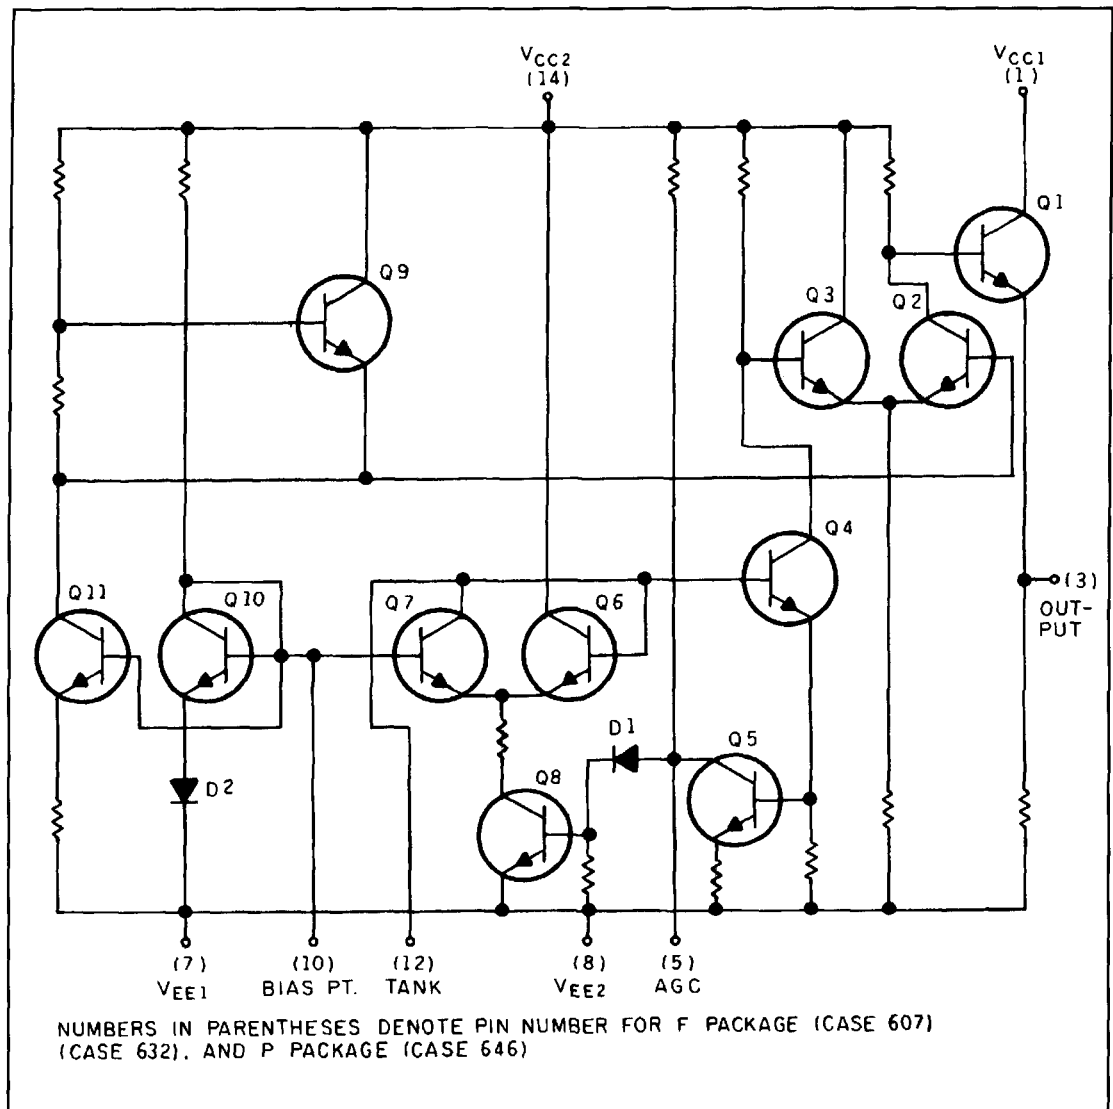 VCC2
(14)
VCC1
(1)
Q1
Q9
Q3
Q2
Q4
(3)
OUT-
PUT
Q11
Q10
Q7
Q6
D1
Q5
D2
Q8
(7)
VEE1
(10)
BIAS PT.
(12)
TANK
(8)
VEE2
(5)
AGC
NUMBERS IN PARENTHESES DENOTE PIN NUMBER FOR F PACKAGE (CASE 607)
(CASE 632). AND P PACKAGE (CASE 646)